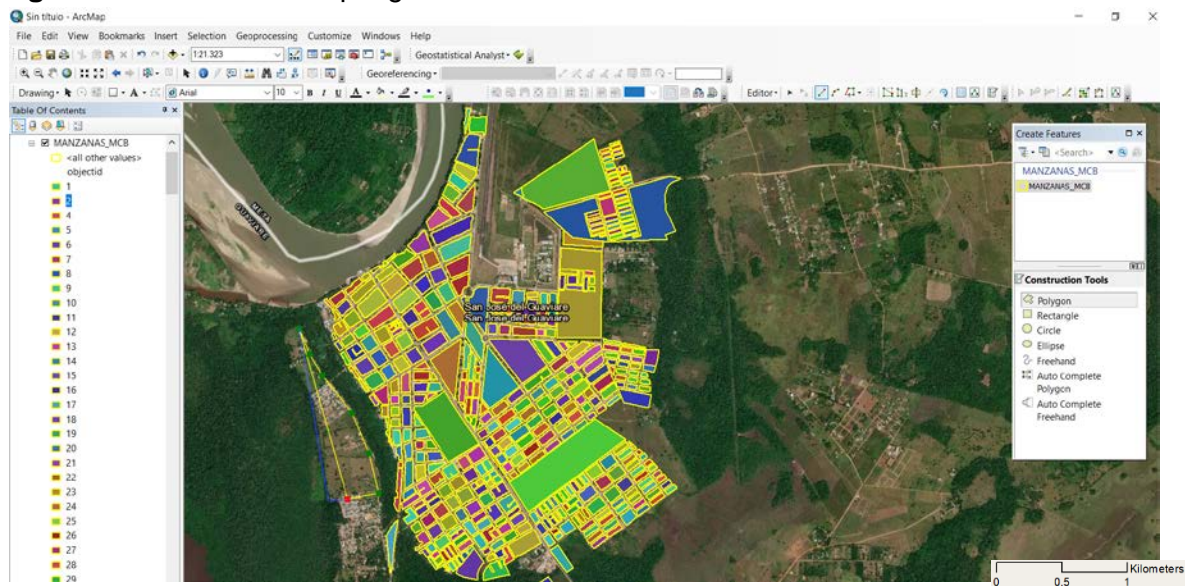 Sin título - ArcMap
File Edit View Bookmarks Insert Selection Geoprocessing Customize Windows Help
1:21.323
Geostatistical Analyst
Georeferencing
Drawing
A
Arial
10
B I U A
Editor
Table Of Contents
MANZANAS_MCB
<all other values>
objectid
1
2
4
5
6
7
8
9
10
11
12
13
14
15
16
17
18
19
20
21
22
23
24
25
26
27
28
29
META
GUAVIARE
San Jose del Guaviare
San Jose del Guaviare
Create Features
<Search>
MANZANAS_MCB
MANZANAS_MCB
Construction Tools
Polygon
Rectangle
Circle
Ellipse
Freehand
Auto Complete
Polygon
Auto Complete
Freehand
Kilometers
0 0.5 1